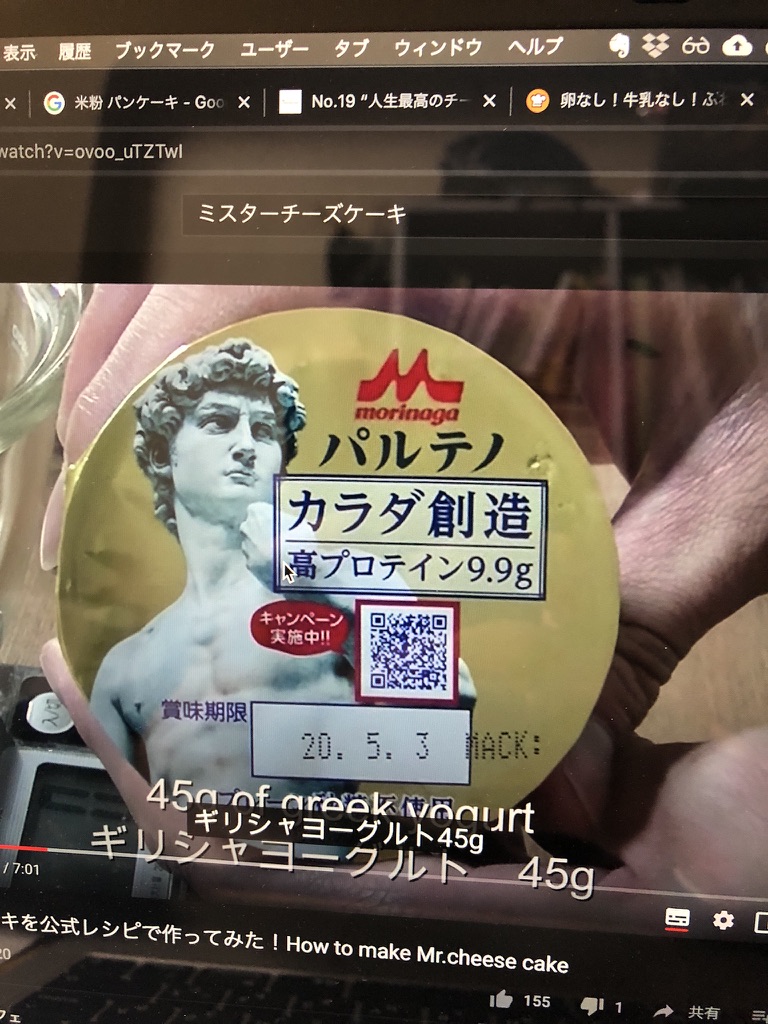 表示 履歴 ブックマーク ユーザー タブ ウィンドウ ヘルプ
米粉 パンケーキ - Goo
No.19 “人生最高のチー
卵なし！牛乳なし！ぷ
watch?v=ovoo_uTZTwI
ミスターチーズケーキ
morinaga
パルテノ
カラダ創造
高プロテイン9.9g
キャンペーン
実施中!!
賞味期限
20. 5. 3 MACK:
45g of greek yogurt
ギリシャヨーグルト45g
ギリシャヨーグルト 45g
/ 7:01
キを公式レシピで作ってみた！How to make Mr.cheese cake
20
155
1
共有
フェ